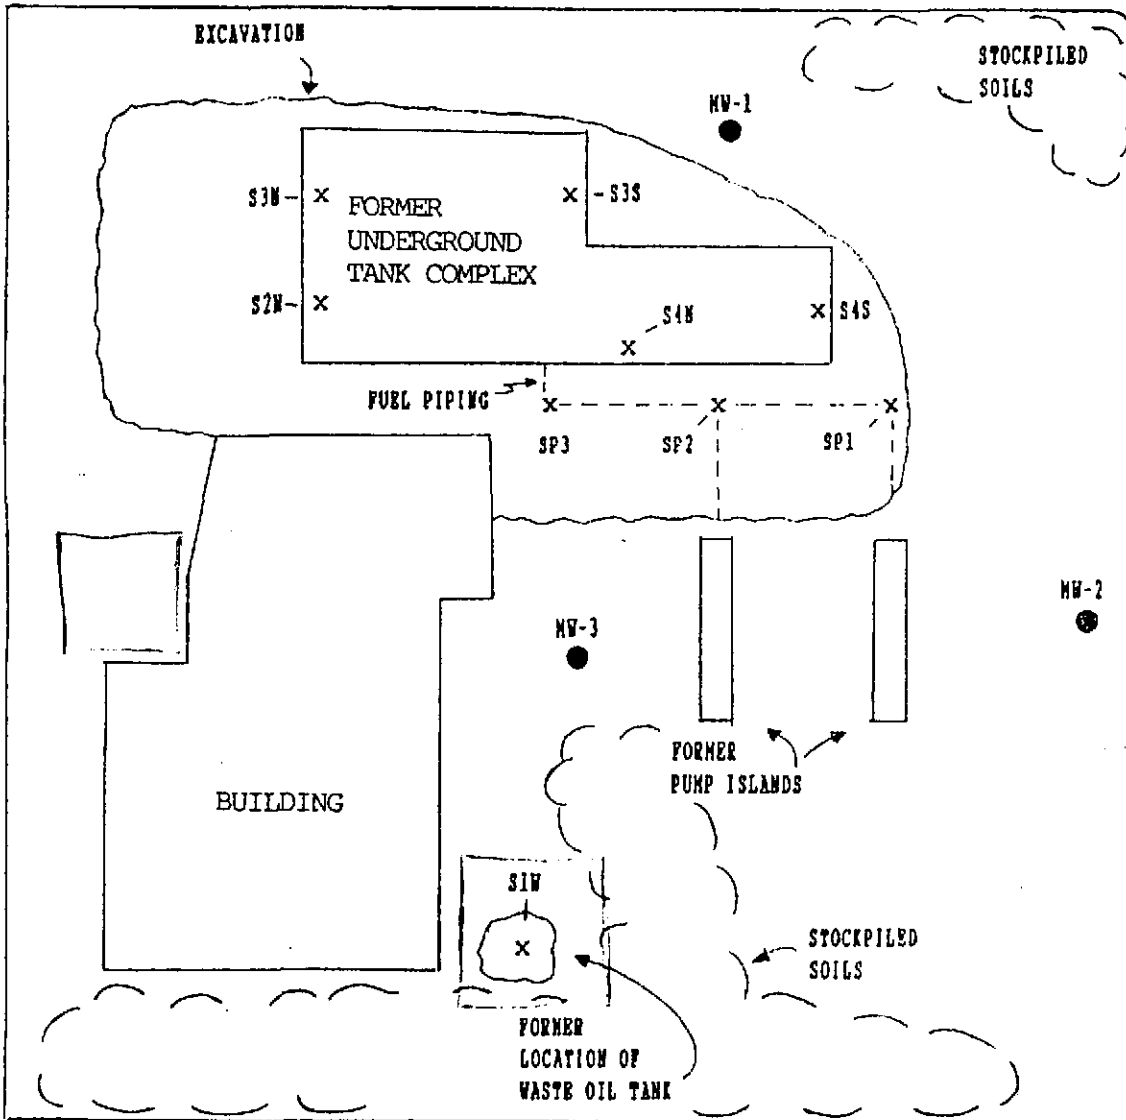 EXCAVATION
STOCKPILED
SOILS
MW-1
S3N
FORMER
UNDERGROUND
TANK COMPLEX
S3S
S2N
S4N
S4S
FUEL PIPING
SP3
SP2
SP1
MW-2
MW-3
FORMER
PUMP ISLANDS
BUILDING
S1W
STOCKPILED
SOILS
FORMER
LOCATION OF
WASTE OIL TANK